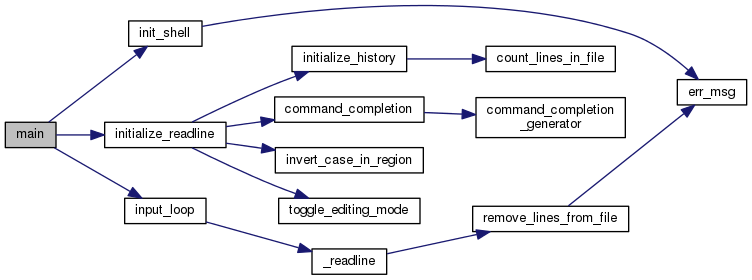 init_shell
initialize_history
count_lines_in_file
err_msg
command_completion
command_completion
_generator
main
initialize_readline
invert_case_in_region
input_loop
toggle_editing_mode
remove_lines_from_file
_readline